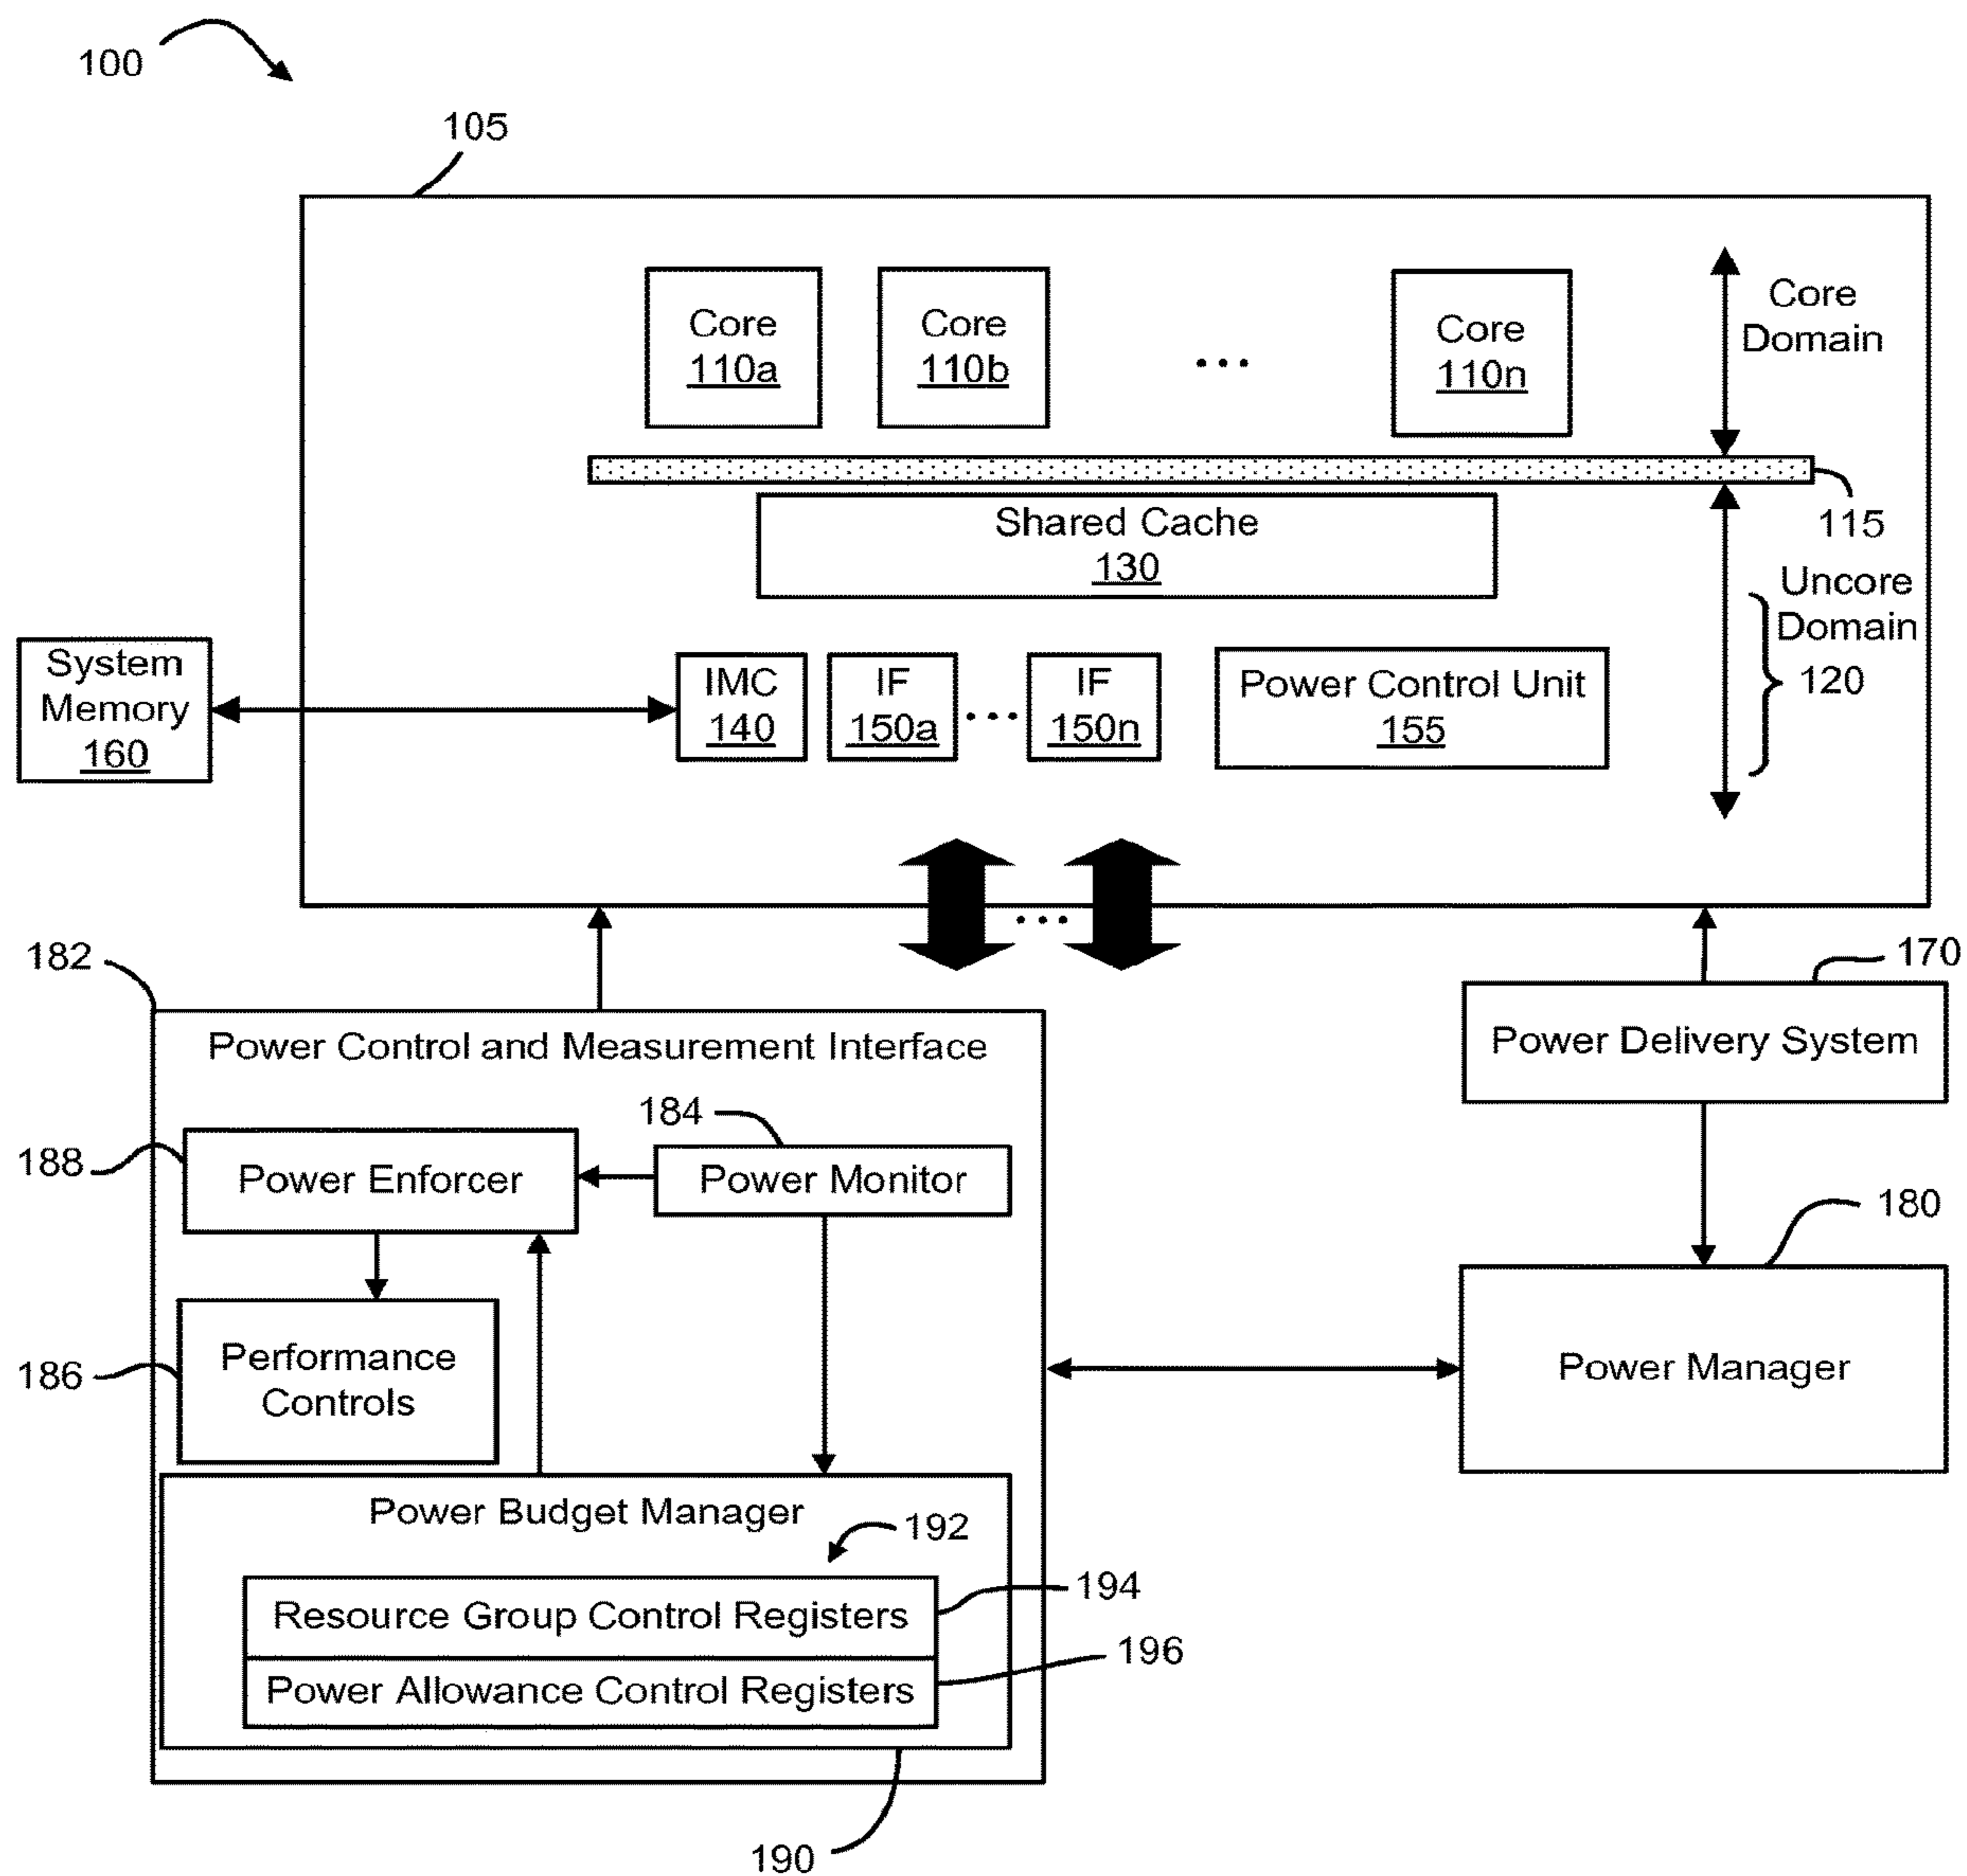 100
105
Core
110a
Core
110b
...
Core
110n
Core
Domain
115
Shared Cache
130
Uncore
Domain
120
System
Memory
160
IMC
140
IF
150a
...
IF
150n
Power Control Unit
155
...
182
Power Control and Measurement Interface
170
Power Delivery System
184
188
Power Enforcer
Power Monitor
180
186
Performance
Controls
Power Manager
Power Budget Manager
192
194
Resource Group Control Registers
196
Power Allowance Control Registers
190